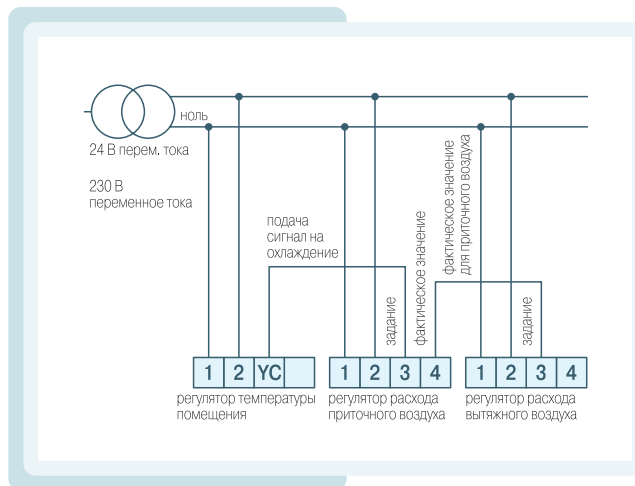 ноль
24 В перем. тока
230 В
переменное тока
подача
сигнал на
охлаждение
задание
фактическое значение
фактическое значение
для приточного воздуха
задание
1 2 YC
1 2 3 4
1 2 3 4
регулятор температуры
помещения
регулятор расхода
приточного воздуха
регулятор расхода
вытяжного воздуха